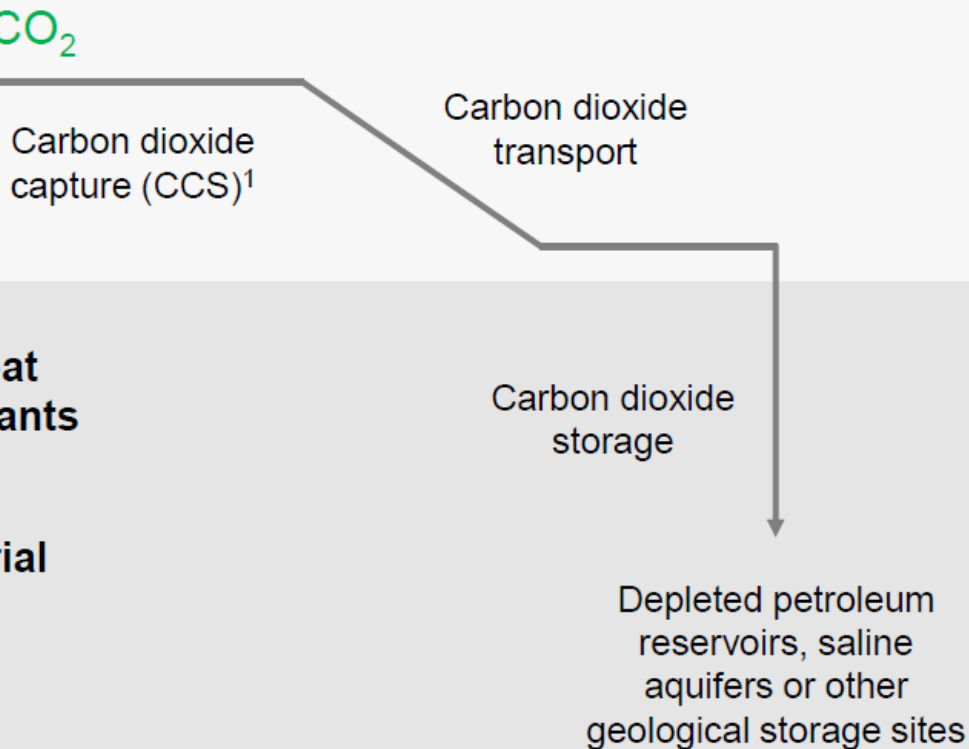 CO₂
Carbon dioxide
transport
Carbon dioxide
capture (CCS)¹
at
ants
Carbon dioxide
storage
ial
Depleted petroleum
reservoirs, saline
aquifers or other
geological storage sites